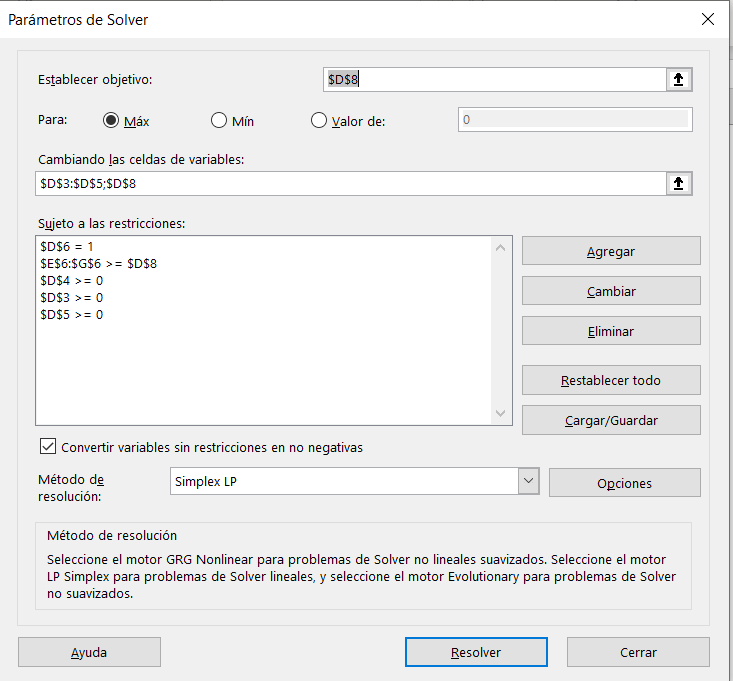 Parámetros de Solver
Establecer objetivo:
$D$8
Para:
Máx
Mín
Valor de:
0
Cambiando las celdas de variables:
$D$3:$D$5;$D$8
Sujeto a las restricciones:
$D$6 = 1
$E$6:$G$6 >= $D$8
$D$4 >= 0
$D$3 >= 0
$D$5 >= 0
Agregar
Cambiar
Eliminar
Restablecer todo
Cargar/Guardar
Convertir variables sin restricciones en no negativas
Método de
resolución:
Simplex LP
Opciones
Método de resolución
Seleccione el motor GRG Nonlinear para problemas de Solver no lineales suavizados. Seleccione el motor
LP Simplex para problemas de Solver lineales, y seleccione el motor Evolutionary para problemas de Solver
no suavizados.
Ayuda
Resolver
Cerrar